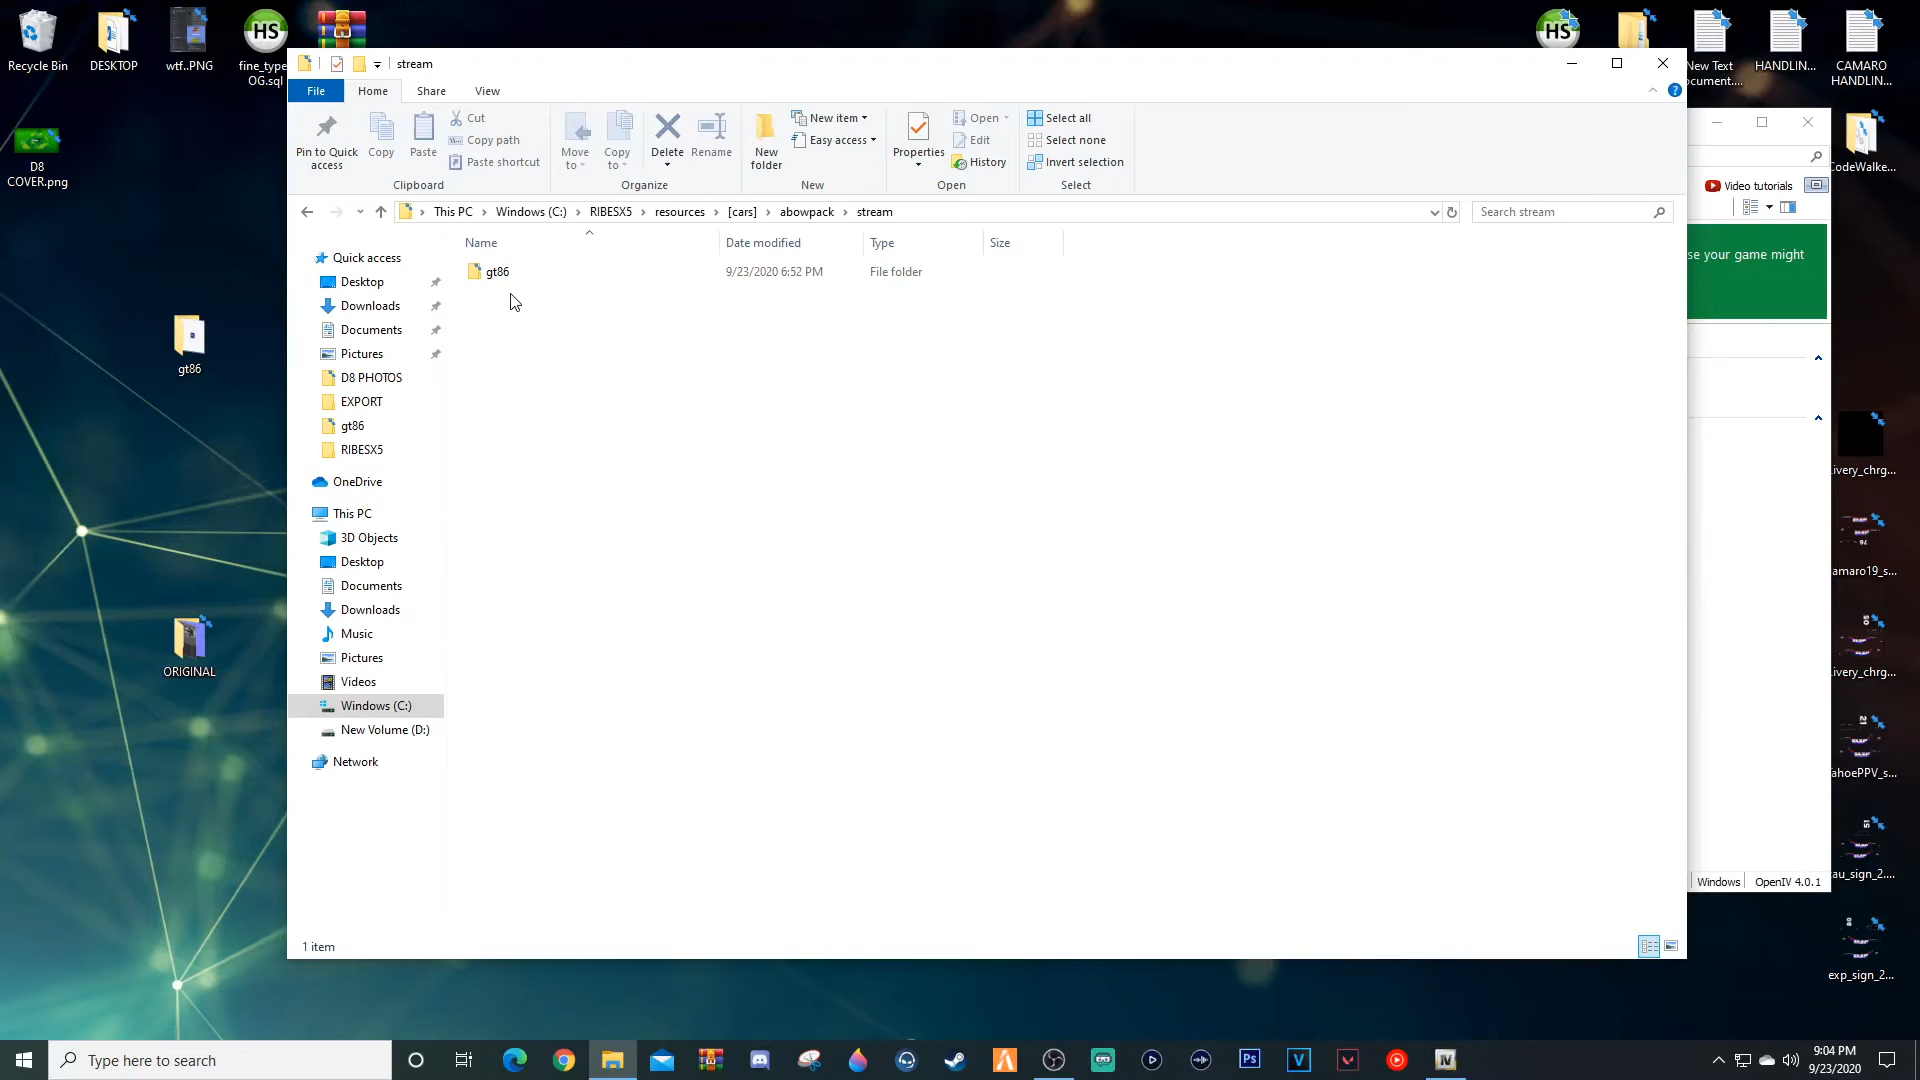 Recycle Bin
DESKTOP
wtf..PNG
fine_type
OG.sql
New Text
HANDLIN...
CAMARO
HANDLIN...
D8
COVER.png
gt86
ORIGINAL
stream
File
Home
Share
View
Pin to Quick
access
Copy
Paste
Cut
Copy path
Paste shortcut
Clipboard
Move
to
Copy
to
Delete
Rename
Organize
New
folder
New item
Easy access
New
Properties
Open
Edit
History
Open
Select all
Select none
Invert selection
Select
This PC > Windows (C:) > RIBESX5 > resources > [cars] > abowpack > stream
Search stream
Name
Date modified
Type
Size
gt86
9/23/2020 6:52 PM
File folder
Quick access
Desktop
Downloads
Documents
Pictures
D8 PHOTOS
EXPORT
gt86
RIBESX5
OneDrive
This PC
3D Objects
Desktop
Documents
Downloads
Music
Pictures
Videos
Windows (C:)
New Volume (D:)
Network
1 item
Video tutorials
se your game might
Windows
OpenIV 4.0.1
CodeWalke...
ivery_chrg...
amaro19_s...
ivery_chrg...
ahoePPV_s...
au_sign_2....
exp_sign_2...
Type here to search
Ps
V
IV
9:04 PM
9/23/2020